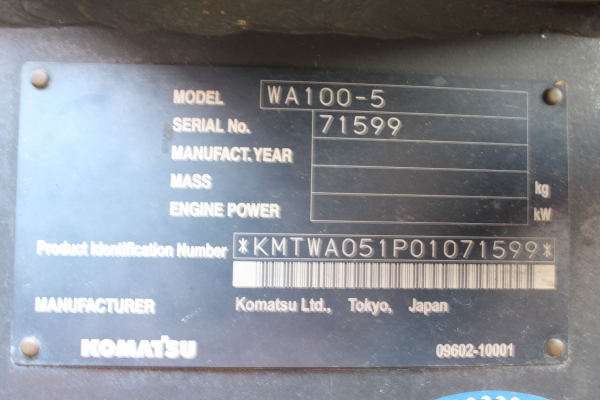 MODEL WA100-5
SERIAL No. 71599
MANUFACT.YEAR
MASS kg
ENGINE POWER kW
Product Identification Number *KMTWA051P01071599*
MANUFACTURER Komatsu Ltd., Tokyo, Japan
KOMATSU 09602-10001